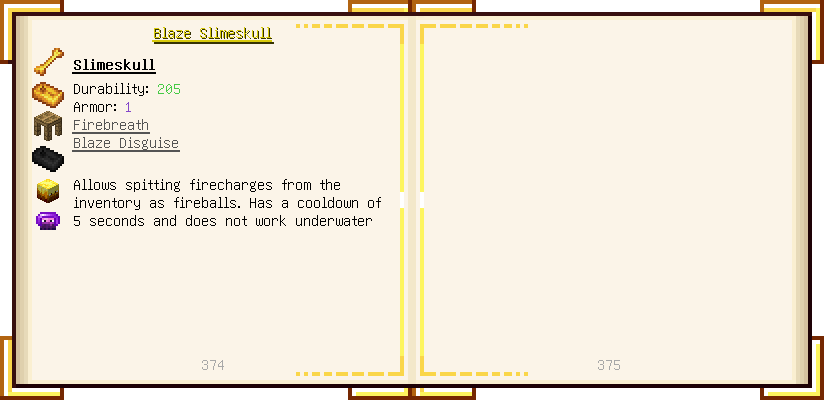 Blaze Slimeskull
Slimeskull
Durability: 205
Armor: 1
Firebreath
Blaze Disguise
Allows spitting firecharges from the
inventory as fireballs. Has a cooldown of
5 seconds and does not work underwater
374
375